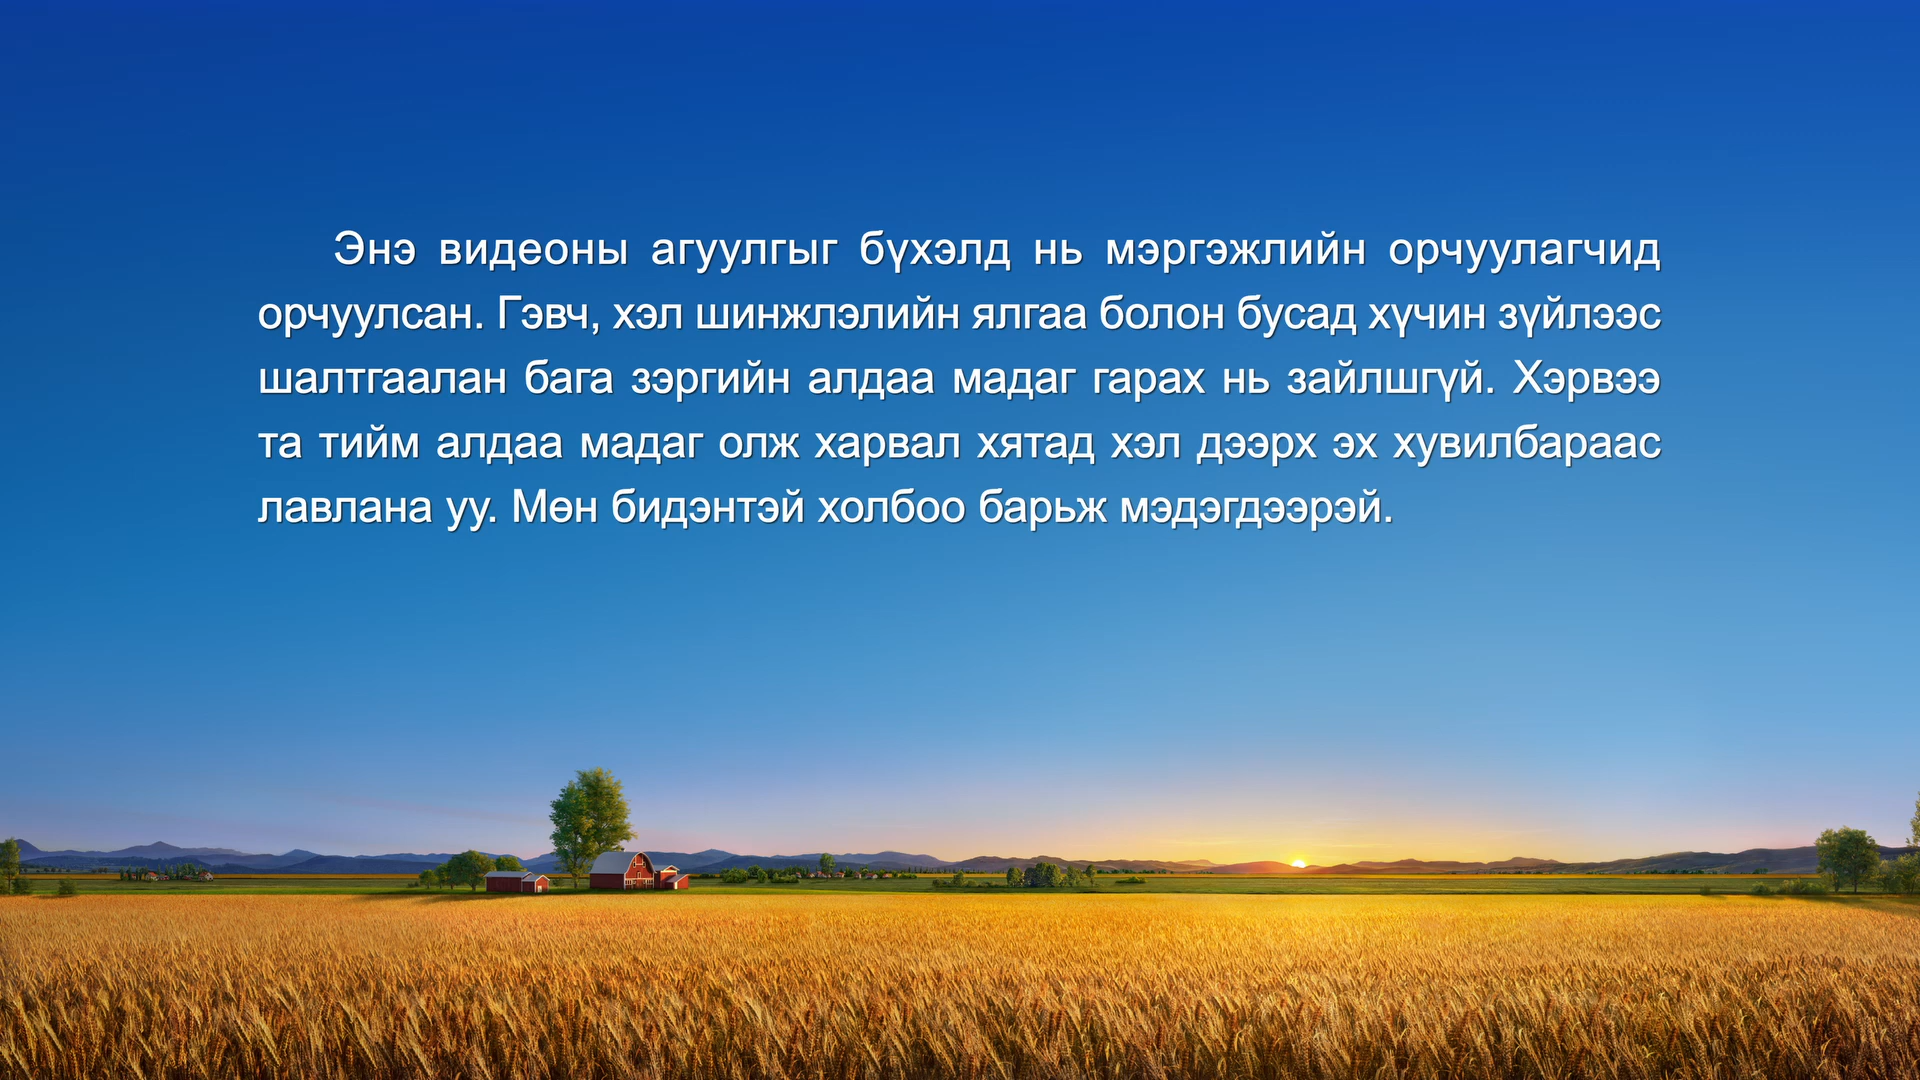 Энэ видеоны агуулгыг бүхэлд нь мэргэжлийн орчуулагчид
орчуулсан. Гэвч, хэл шинжлэлийн ялгаа болон бусад хүчин зүйлээс
шалтгаалан бага зэргийн алдаа мадаг гарах нь зайлшгүй. Хэрвээ
та тийм алдаа мадаг олж харвал хятад хэл дээрх эх хувилбараас
лавлана уу. Мөн бидэнтэй холбоо барьж мэдэгдээрэй.